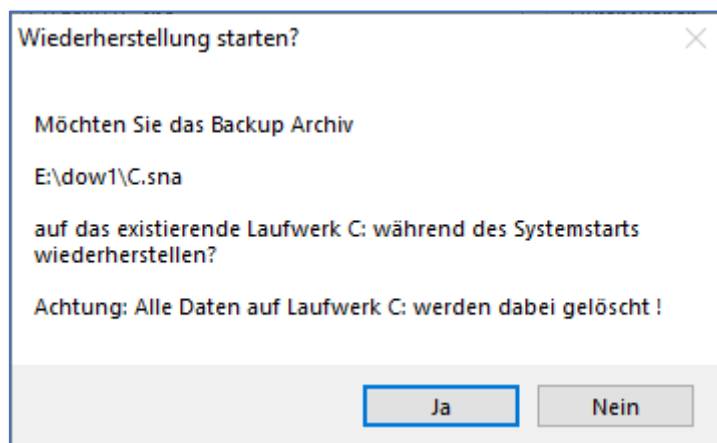 Wiederherstellung starten?
Möchten Sie das Backup Archiv
E:\dow1\C.sna
auf das existierende Laufwerk C: während des Systemstarts
wiederherstellen?
Achtung: Alle Daten auf Laufwerk C: werden dabei gelöscht !
Ja
Nein